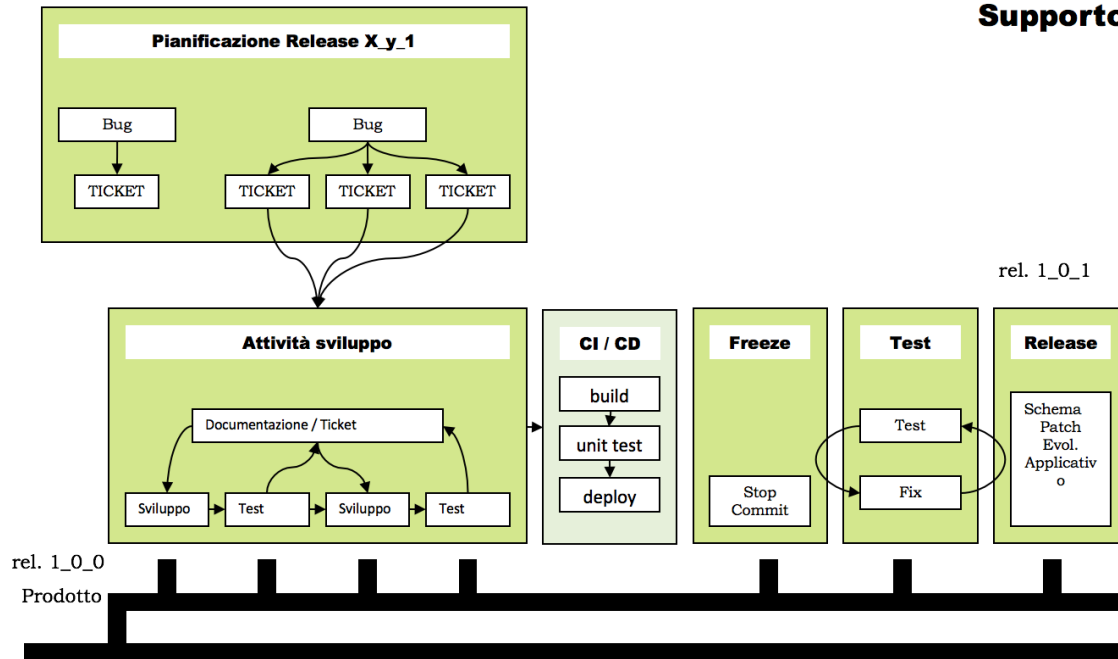 Supporto
Pianificazione Release X_y_1
Bug
Bug
TICKET
TICKET
TICKET
TICKET
rel. 1_0_1
Attività sviluppo
CI / CD
Freeze
Test
Release
build
Documentazione / Ticket
unit test
Test
Schema
Patch
Evol.
Applicativ
o
deploy
Fix
Stop
Commit
Sviluppo
Test
Sviluppo
Test
rel. 1_0_0
Prodotto